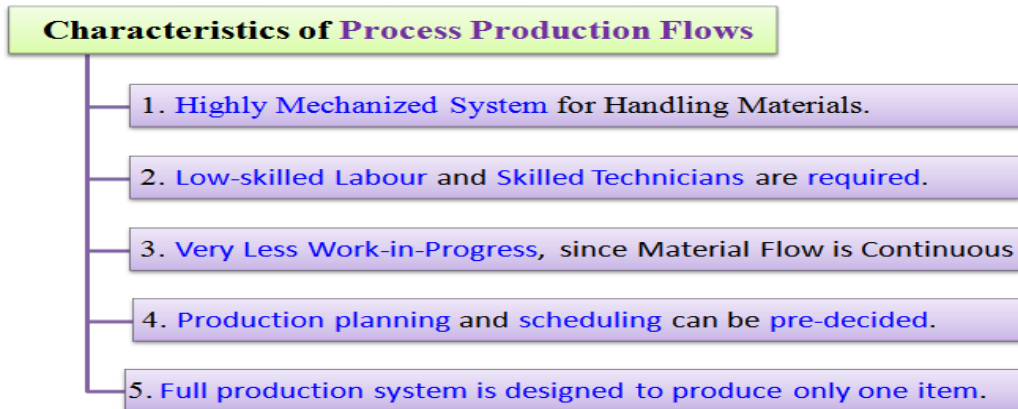 Characteristics of Process Production Flows
1. Highly Mechanized System for Handling Materials.
2. Low-skilled Labour and Skilled Technicians are required.
3. Very Less Work-in-Progress, since Material Flow is Continuous
4. Production planning and scheduling can be pre-decided.
5. Full production system is designed to produce only one item.